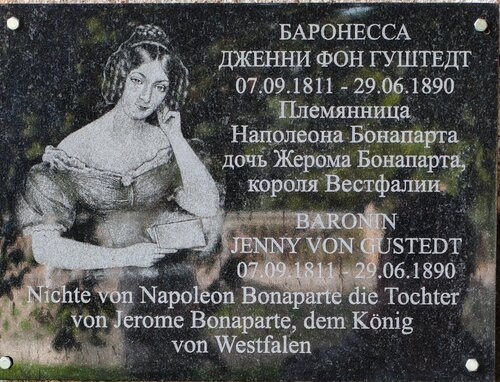 БАРОНЕССА
ДЖЕННИ ФОН ГУШТЕДТ
07.09.1811 - 29.06.1890
Племянница
Наполеона Бонапарта
дочь Жерома Бонапарта,
короля Вестфалии
BARONIN
JENNY VON GUSTEDT
07.09.1811 - 29.06.1890
Nichte von Napoleon Bonaparte die Tochter
von Jerome Bonaparte, dem König
von Westfalen